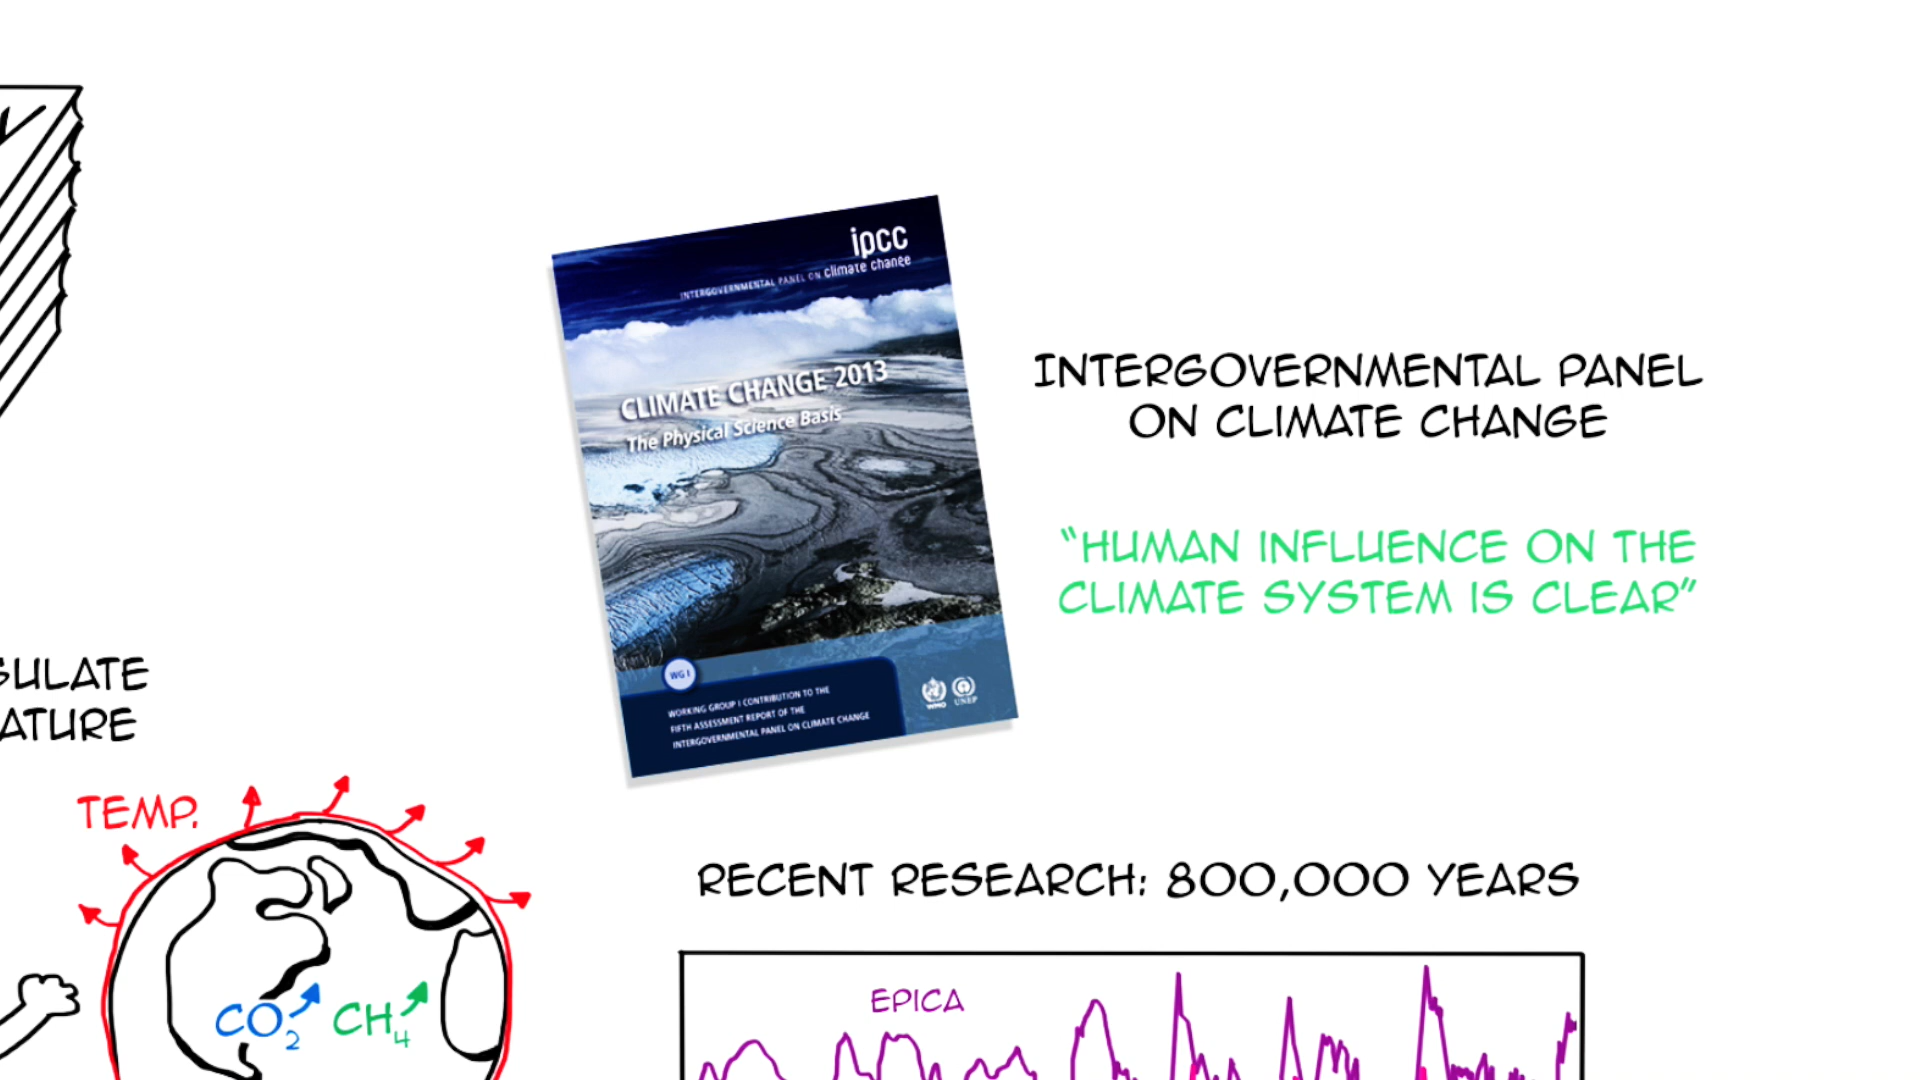 ipcc
INTERGOVERNMENTAL PANEL ON climate change
CLIMATE CHANGE 2013
The Physical Science Basis
INTERGOVERNMENTAL PANEL
ON CLIMATE CHANGE
"HUMAN INFLUENCE ON THE
CLIMATE SYSTEM IS CLEAR"
WG I
WORKING GROUP I CONTRIBUTION TO THE
FIFTH ASSESSMENT REPORT OF THE
INTERGOVERNMENTAL PANEL ON CLIMATE CHANGE
WMO UNEP
GULATE
ATURE
TEMP.
CO2 CH4
RECENT RESEARCH: 800,000 YEARS
EPICA